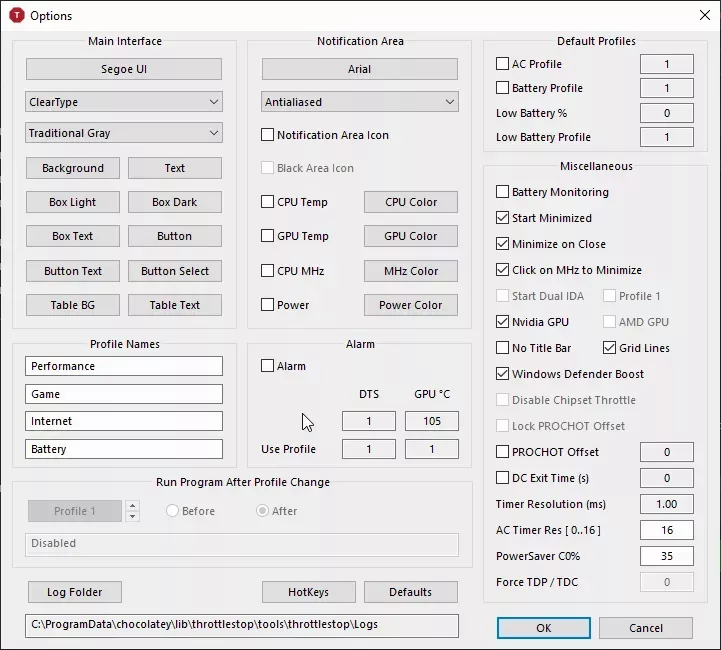 T Options
Main Interface
Segoe UI
ClearType
Traditional Gray
Background Text
Box Light Box Dark
Box Text Button
Button Text Button Select
Table BG Table Text
Notification Area
Arial
Antialiased
Notification Area Icon
Black Area Icon
CPU Temp CPU Color
GPU Temp GPU Color
CPU MHz MHz Color
Power Power Color
Default Profiles
AC Profile 1
Battery Profile 1
Low Battery % 0
Low Battery Profile 1
Miscellaneous
Battery Monitoring
Start Minimized
Minimize on Close
Click on MHz to Minimize
Start Dual IDA Profile 1
Nvidia GPU AMD GPU
No Title Bar Grid Lines
Windows Defender Boost
Disable Chipset Throttle
Lock PROCHOT Offset
PROCHOT Offset 0
DC Exit Time (s) 0
Timer Resolution (ms) 1.00
AC Timer Res [ 0..16 ] 16
PowerSaver C0% 35
Force TDP / TDC 0
Profile Names
Performance
Game
Internet
Battery
Alarm
Alarm
DTS GPU °C
1 105
Use Profile 1 1
Run Program After Profile Change
Profile 1 Before After
Disabled
Log Folder HotKeys Defaults
C:\ProgramData\chocolatey\lib\throttlestop\tools\throttlestop\Logs
OK Cancel